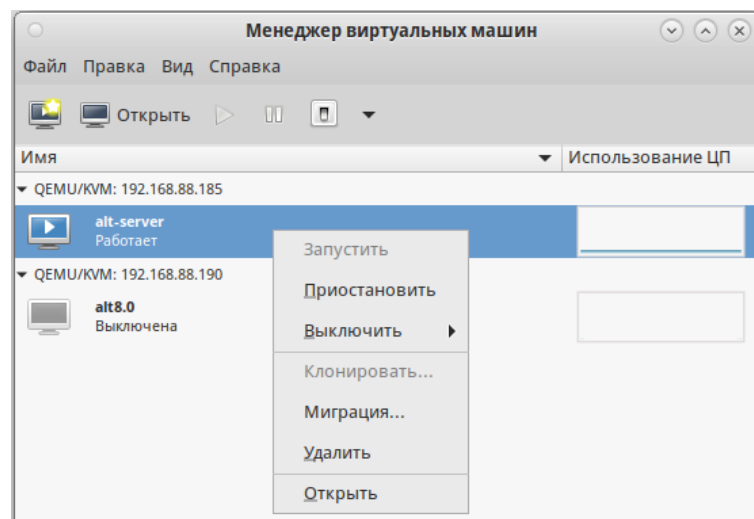 Менеджер виртуальных машин
Файл Правка Вид Справка
Открыть
Имя Использование ЦП
QEMU/KVM: 192.168.88.185
alt-server
Работает
Запустить
Приостановить
Выключить
Клонировать...
Миграция...
Удалить
Открыть
QEMU/KVM: 192.168.88.190
alt8.0
Выключена